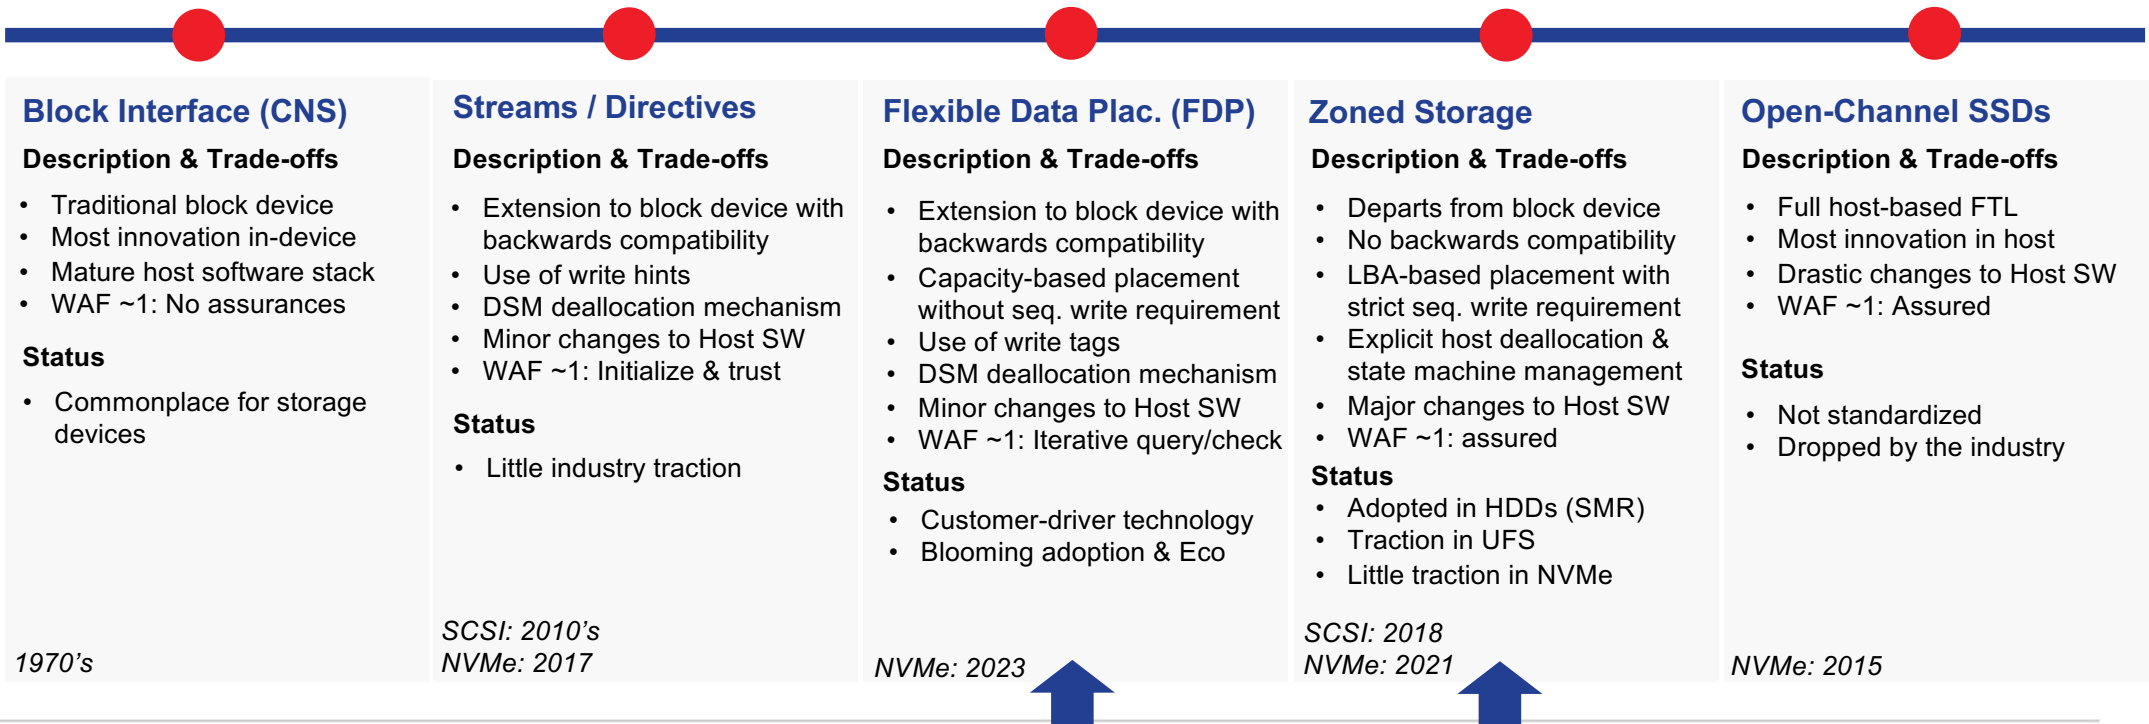 Block Interface (CNS)
Description & Trade-offs
• Traditional block device
• Most innovation in-device
• Mature host software stack
• WAF ~1: No assurances
Status
• Commonplace for storage
devices
1970's
Streams / Directives
Description & Trade-offs
• Extension to block device with
backwards compatibility
• Use of write hints
• DSM deallocation mechanism
• Minor changes to Host SW
• WAF ~1: Initialize & trust
Status
• Little industry traction
SCSI: 2010's
NVMe: 2017
Flexible Data Plac. (FDP)
Description & Trade-offs
• Extension to block device with
backwards compatibility
• Capacity-based placement
without seq. write requirement
• Use of write tags
• DSM deallocation mechanism
• Minor changes to Host SW
• WAF ~1: Iterative query/check
Status
• Customer-driver technology
• Blooming adoption & Eco
NVMe: 2023
Zoned Storage
Description & Trade-offs
• Departs from block device
• No backwards compatibility
• LBA-based placement with
strict seq. write requirement
• Explicit host deallocation &
state machine management
• Major changes to Host SW
• WAF ~1: assured
Status
• Adopted in HDDs (SMR)
• Traction in UFS
• Little traction in NVMe
SCSI: 2018
NVMe: 2021
Open-Channel SSDs
Description & Trade-offs
• Full host-based FTL
• Most innovation in host
• Drastic changes to Host SW
• WAF ~1: Assured
Status
• Not standardized
• Dropped by the industry
NVMe: 2015